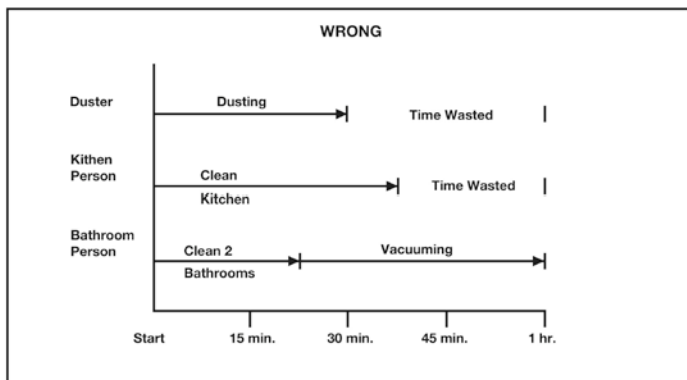 WRONG
Duster
Dusting
Time Wasted
Kithen
Person
Clean
Kitchen
Time Wasted
Bathroom
Person
Clean 2
Bathrooms
Vacuuming
Start
15 min.
30 min.
45 min.
1 hr.